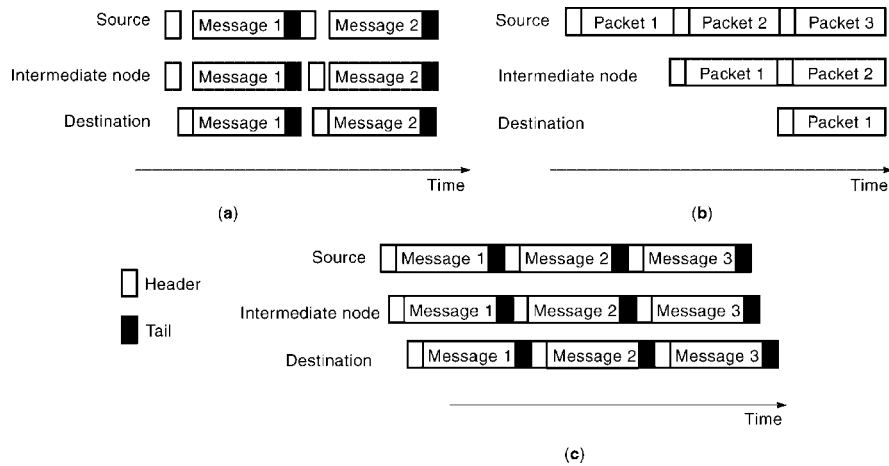 Source
Message 1
Message 2
Intermediate node
Message 1
Message 2
Destination
Message 1
Message 2
Time
(a)
Source
Packet 1
Packet 2
Packet 3
Intermediate node
Packet 1
Packet 2
Destination
Packet 1
Time
(b)
Header
Tail
Source
Message 1
Message 2
Message 3
Intermediate node
Message 1
Message 2
Message 3
Destination
Message 1
Message 2
Message 3
Time
(c)